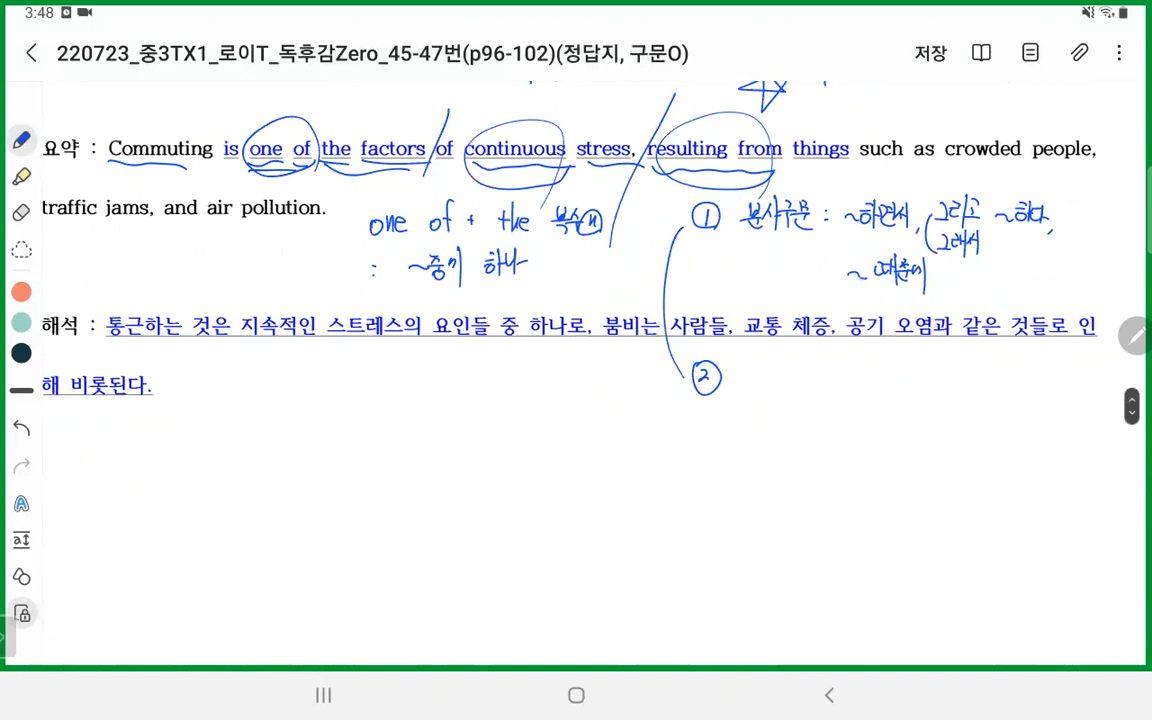 3:48
220723_중3TX1_로이T_독후감Zero_45-47번(p96-102)(정답지, 구문O)
저장
요약 : Commuting is one of the factors of continuous stress, resulting from things such as crowded people,
traffic jams, and air pollution.
one of + the 복수 n
: ~중에 하나
① 분사구문 : ~하면서, 그리고 ~하다,
그래서
~ 때문에
해석 : 통근하는 것은 지속적인 스트레스의 요인들 중 하나로, 붐비는 사람들, 교통 체증, 공기 오염과 같은 것들로 인
해 비롯된다.
②